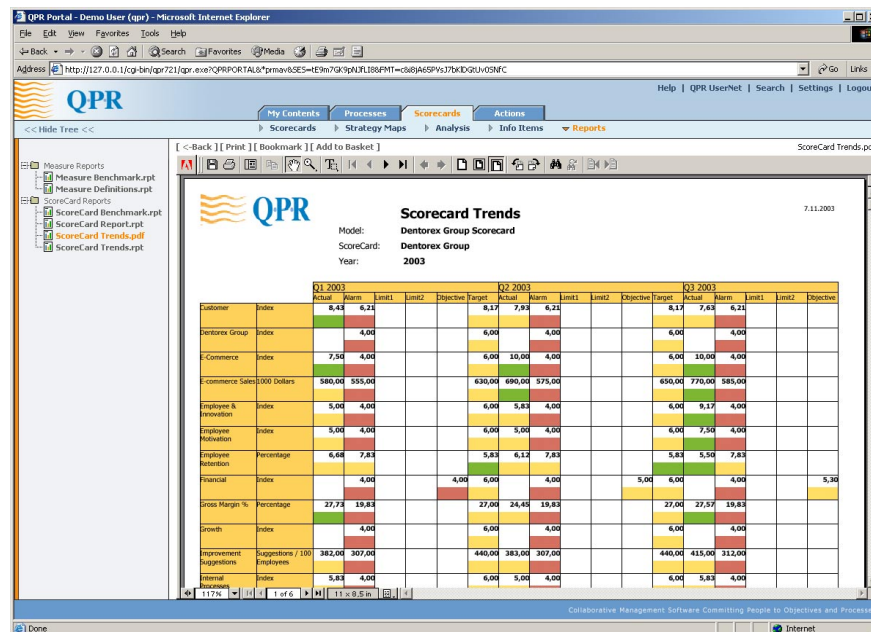 QPR Portal - Demo User (qpr) - Microsoft Internet Explorer
File Edit View Favorites Tools Help
Back Search Favorites Media
Address http://127.0.0.1/cgi-bin/qpr721/qpr.exe?QPRPORTAL& Go Links
Help | QPR UserNet | Search | Settings | Logou
QPR
My Contents Processes Scorecards Actions
<< Hide Tree << Scorecards Strategy Maps Analysis Info Items Reports
[ <-Back ] [ Print ] [ Bookmark ] [ Add to Basket ] ScoreCard Trends.pd
Measure Reports
Measure Benchmark.rpt
Measure Definitions.rpt
ScoreCard Reports
ScoreCard Benchmark.rpt
ScoreCard Report.rpt
ScoreCard Trends.pdf
ScoreCard Trends.rpt
QPR
7.11.2003
Scorecard Trends
Model: Dentorex Group Scorecard
ScoreCard: Dentorex Group
Year: 2003
Q1 2003 Q2 2003 Q3 2003
Actual Alarm Limit1 Limit2 Objective Target Actual Alarm Limit1 Limit2 Objective Target Actual Alarm Limit1 Limit2 Objective
Customer Index 8,43 6,21 8,17 7,93 6,21 8,17 7,63 6,21
Dentorex Group Index 4,00 6,00 4,00 6,00 4,00
E-Commerce Index 7,50 4,00 6,00 10,00 4,00 6,00 10,00 4,00
E-commerce Sales 1000 Dollars 580,00 555,00 630,00 690,00 575,00 650,00 770,00 585,00
Employee & Index 5,00 4,00 6,00 5,83 4,00 6,00 9,17 4,00
Innovation
Employee Index 5,00 4,00 6,00 5,00 4,00 6,00 7,50 4,00
Motivation
Employee Percentage 6,68 7,83 5,83 6,12 7,83 5,83 5,50 7,83
Retention
Financial Index 4,00 4,00 6,00 4,00 5,00 6,00 4,00 5,30
Gross Margin % Percentage 27,73 19,83 27,00 24,45 19,83 27,00 27,57 19,83
Growth Index 4,00 6,00 4,00 6,00 4,00
Improvement Suggestions / 100 382,00 307,00 440,00 383,00 307,00 440,00 415,00 312,00
Suggestions Employees
Internal Index 5,83 4,00 6,00 5,00 4,00 6,00 5,83 4,00
Processes
117% 1 of 6 11 x 8,5 in
Collaborative Management Software Committing People to Objectives and Processe
Done Internet